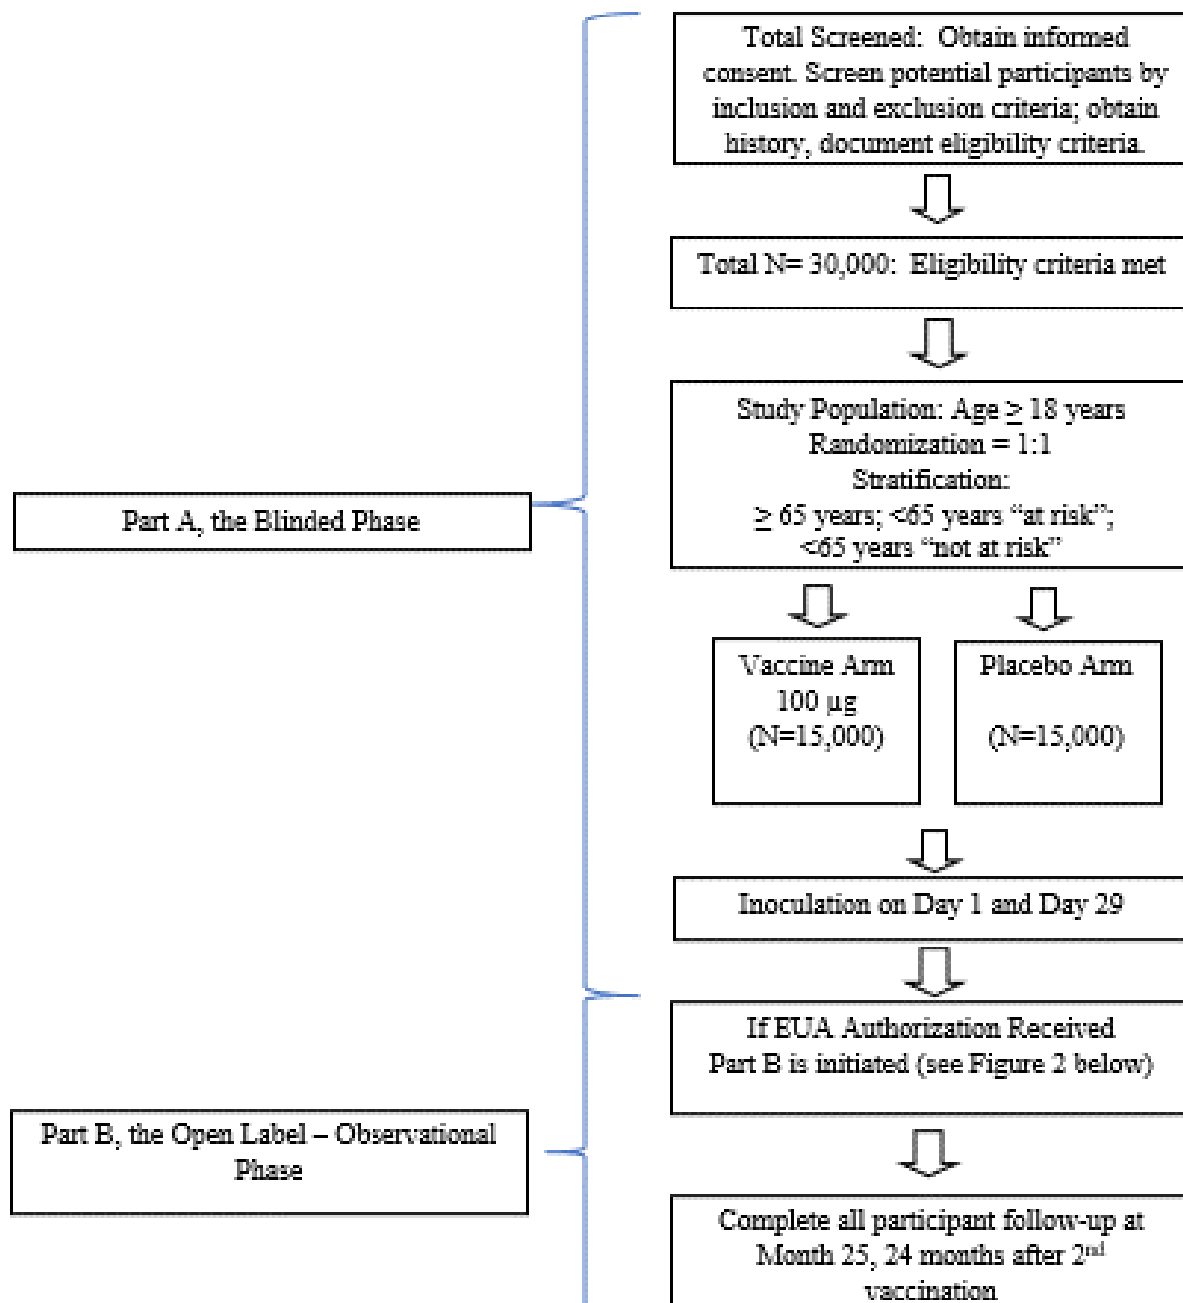 Total Screened: Obtain informed
consent. Screen potential participants by
inclusion and exclusion criteria; obtain
history, document eligibility criteria.
Total N= 30,000: Eligibility criteria met
Study Population: Age ≥ 18 years
Randomization = 1:1
Stratification:
≥ 65 years; <65 years “at risk”;
<65 years “not at risk”
Part A, the Blinded Phase
Vaccine Arm
100 µg
(N=15,000)
Placebo Arm
(N=15,000)
Inoculation on Day 1 and Day 29
If EUA Authorization Received
Part B is initiated (see Figure 2 below)
Part B, the Open Label – Observational
Phase
Complete all participant follow-up at
Month 25, 24 months after 2nd
vaccination